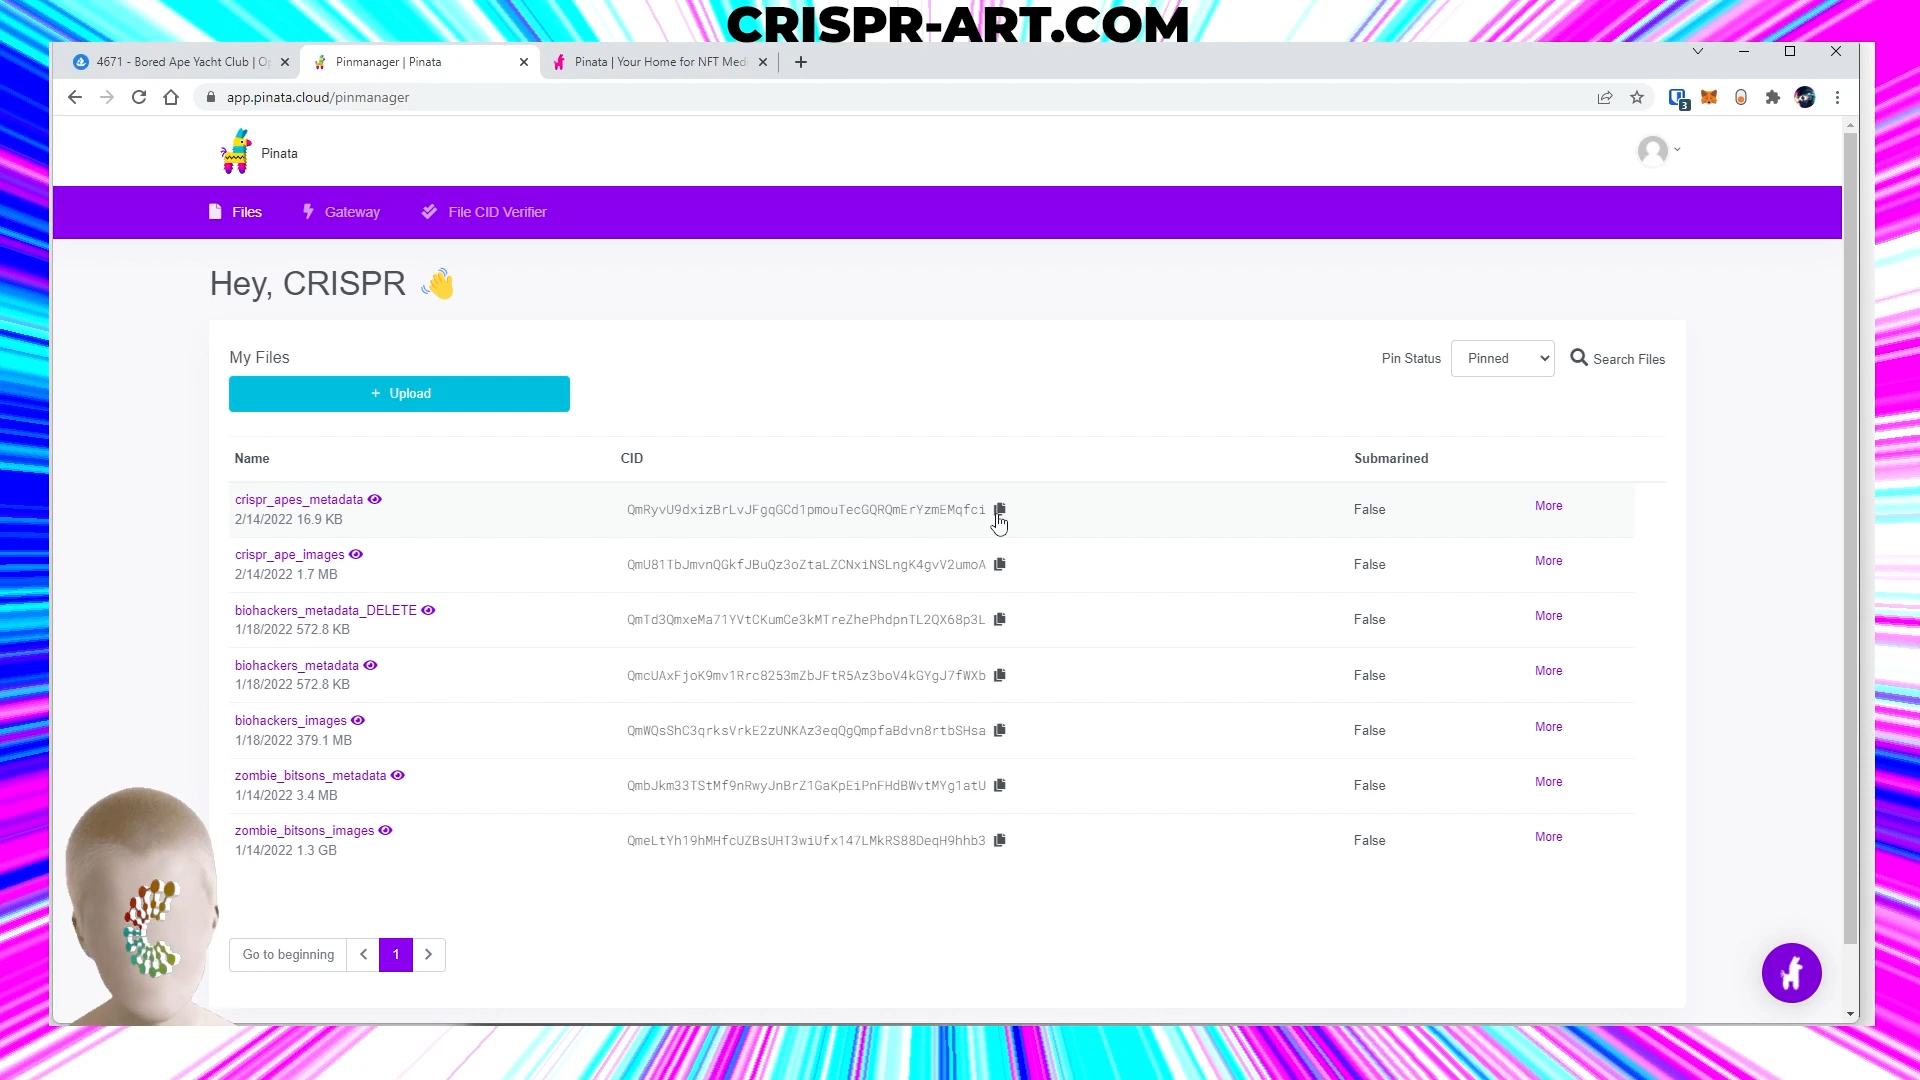 CRISPR-ART.COM
4671 - Bored Ape Yacht Club | Op
Pinmanager | Pinata
Pinata | Your Home for NFT Medi
app.pinata.cloud/pinmanager
3
Pinata
Files
Gateway
File CID Verifier
Hey, CRISPR 👋
My Files
Pin Status
Pinned
Search Files
+ Upload
Name
CID
Submarined
crispr_apes_metadata
2/14/2022 16.9 KB
QmRyvU9dxizBrLvJFgqGCd1pmouTecGQRQmErYzmEMqfci
False
More
crispr_ape_images
2/14/2022 1.7 MB
QmU81TbJmvnQGkfJBuQz3oZtaLZCNxiNSLngK4gvV2umoA
False
More
biohackers_metadata_DELETE
1/18/2022 572.8 KB
QmTd3QmxeMa71YVtCKumCe3kMTreZhePhdpnTL2QX68p3L
False
More
biohackers_metadata
1/18/2022 572.8 KB
QmcUAxFjoK9mv1Rrc8253mZbJFtR5Az3boV4kGYgJ7fWXb
False
More
biohackers_images
1/18/2022 379.1 MB
QmWQsShC3qrksVrkE2zUNKAz3eqQgQmpfaBdvn8rtbSHsa
False
More
zombie_bitsons_metadata
1/14/2022 3.4 MB
QmbJkm33TStMf9nRwyJnBrZ1GaKpEiPnFHdBWvtMYg1atU
False
More
zombie_bitsons_images
1/14/2022 1.3 GB
QmeLtYh19hMHfcUZBsUHT3wiUfx147LMkRS88DeqH9hhb3
False
More
Go to beginning
1